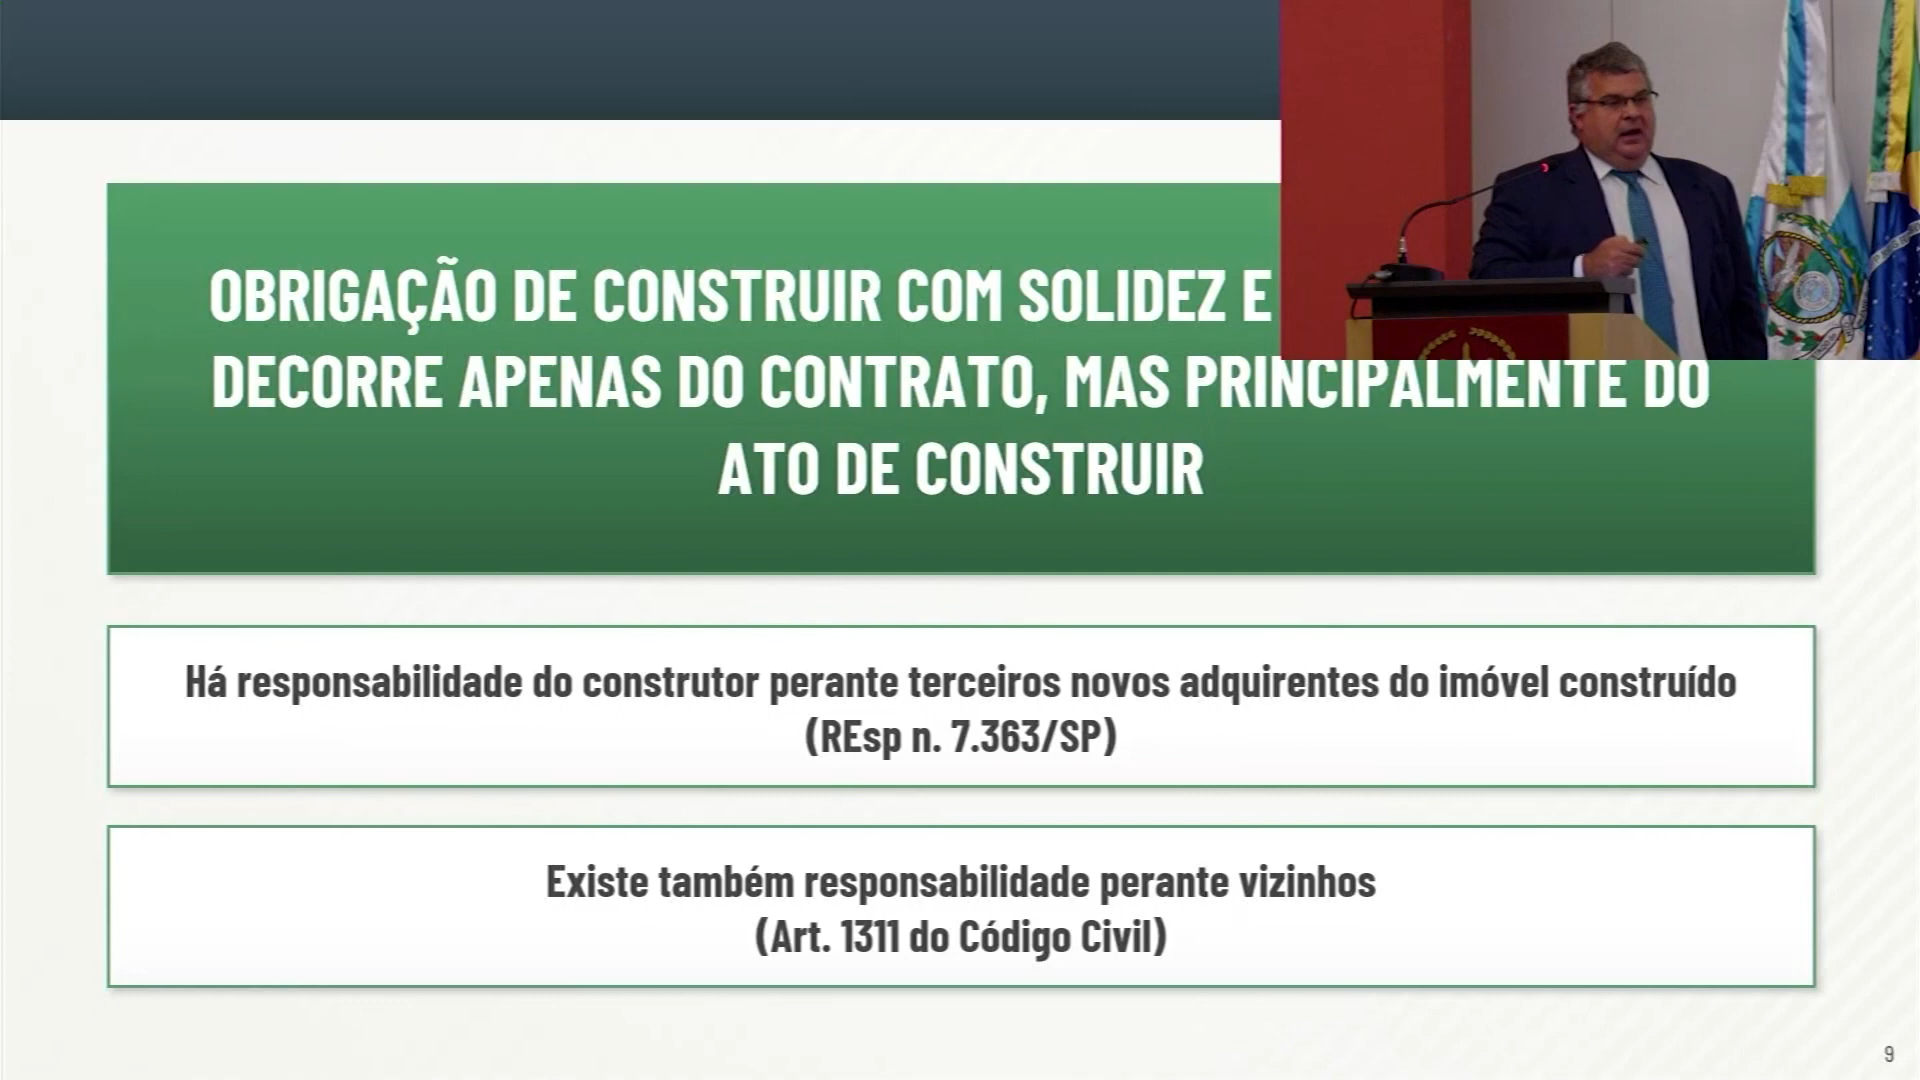 OBRIGAÇÃO DE CONSTRUIR COM SOLIDEZ E
DECORRE APENAS DO CONTRATO, MAS PRINCIPALMENTE DO
ATO DE CONSTRUIR
Há responsabilidade do construtor perante terceiros novos adquirentes do imóvel construído
(REsp n. 7.363/SP)
Existe também responsabilidade perante vizinhos
(Art. 1311 do Código Civil)
9